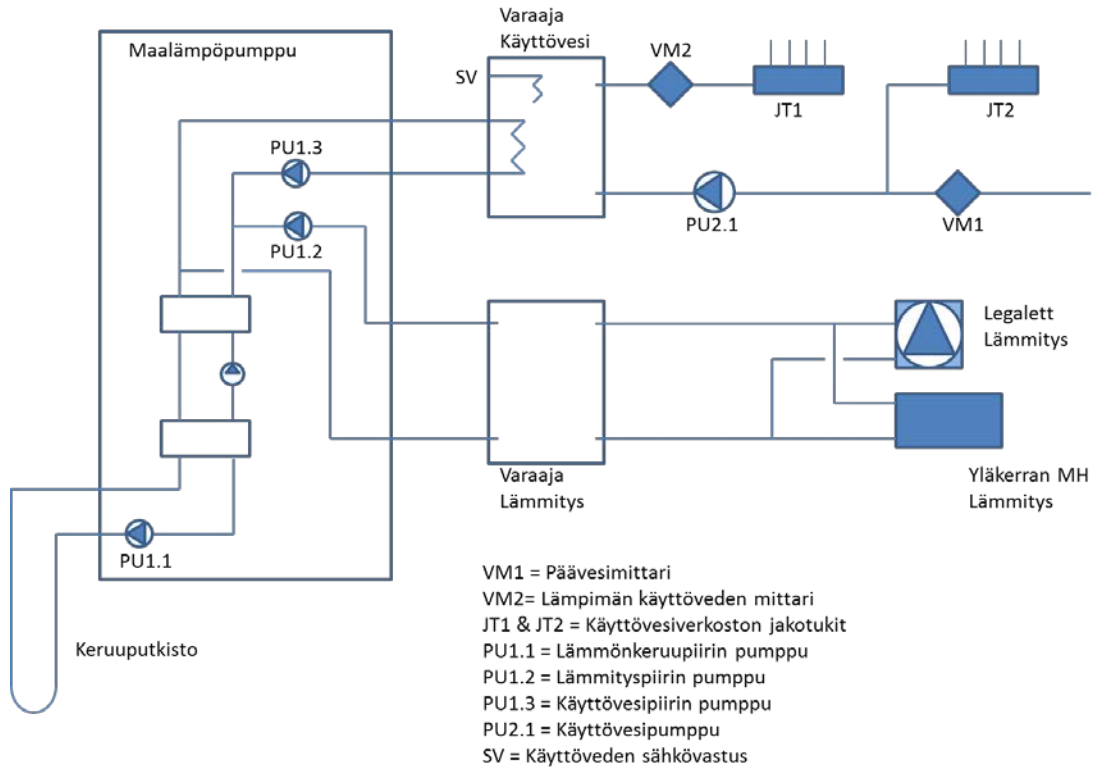 Varaaja
Käyttövesi
Maalämpöpumppu
VM2
SV
JT1
JT2
PU1.3
PU2.1
VM1
PU1.2
Legalett
Lämmitys
Varaaja
Lämmitys
Yläkerran MH
Lämmitys
PU1.1
Keruuputkisto
VM1 = Päävesimittari
VM2= Lämpimän käyttöveden mittari
JT1 & JT2 = Käyttövesiverkoston jakotukit
PU1.1 = Lämmönkeruupiirin pumppu
PU1.2 = Lämmityspiirin pumppu
PU1.3 = Käyttövesipiirin pumppu
PU2.1 = Käyttövesipumppu
SV = Käyttöveden sähkövastus